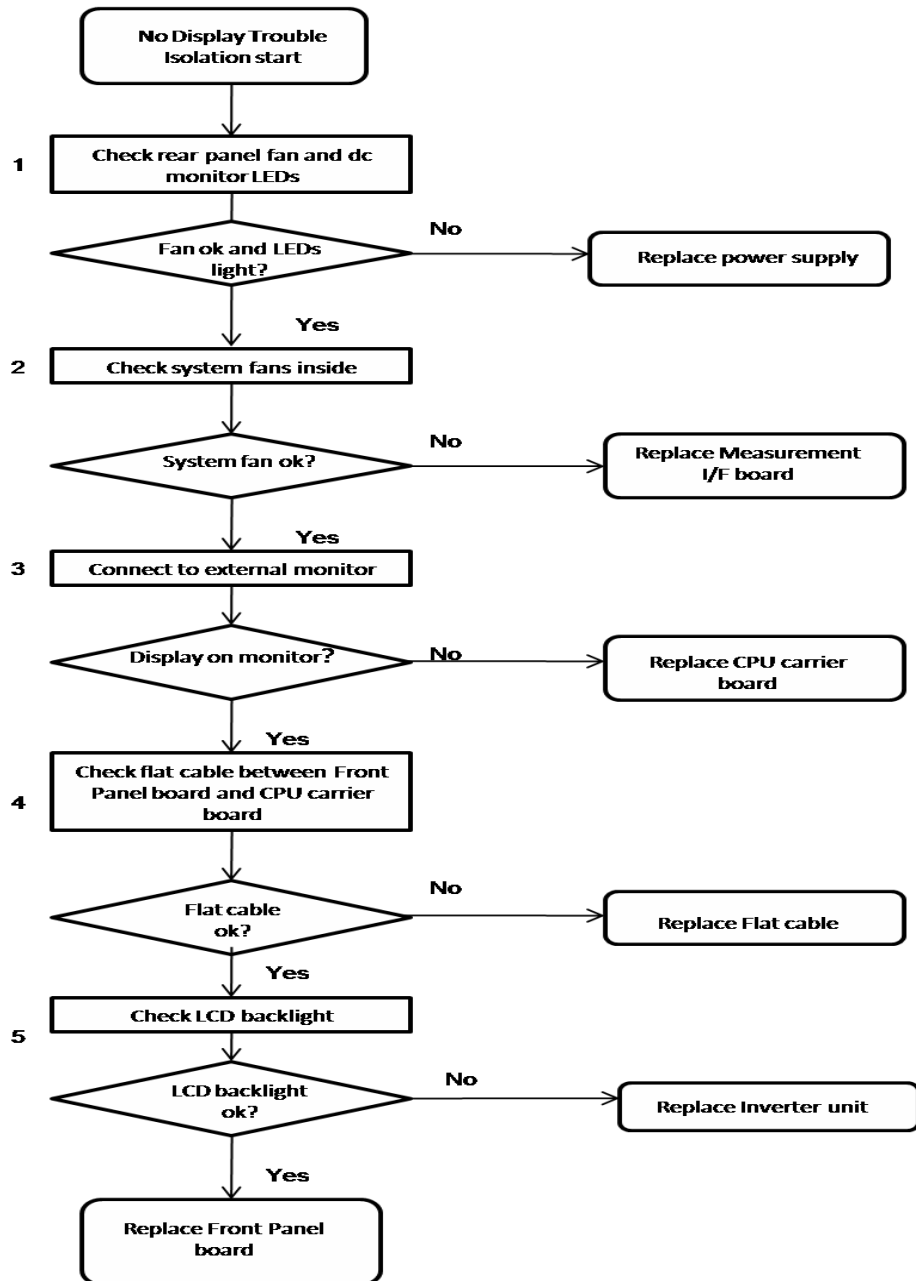 No Display Trouble
Isolation start
1
Check rear panel fan and dc
monitor LEDs
Fan ok and LEDs
light?
No
Replace power supply
Yes
2
Check system fans inside
System fan ok?
No
Replace Measurement
I/F board
Yes
3
Connect to external monitor
Display on monitor?
No
Replace CPU carrier
board
Yes
4
Check flat cable between Front
Panel board and CPU carrier
board
Flat cable
ok?
No
Replace Flat cable
Yes
5
Check LCD backlight
LCD backlight
ok?
No
Replace Inverter unit
Yes
Replace Front Panel
board